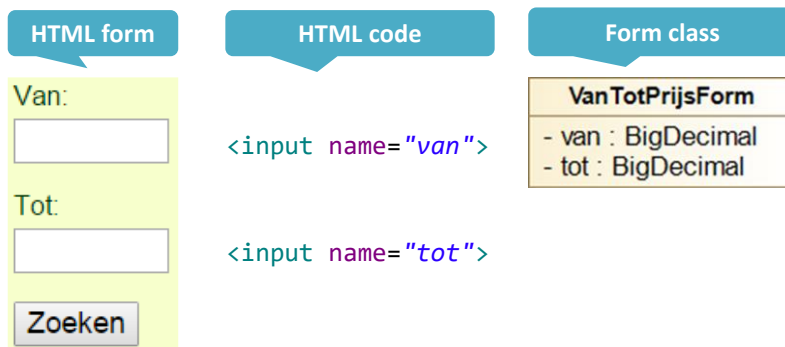 HTML form
HTML code
Form class
Van:
<input name="van">
VanTotPrijsForm
- van : BigDecimal
- tot : BigDecimal
Tot:
<input name="tot">
Zoeken